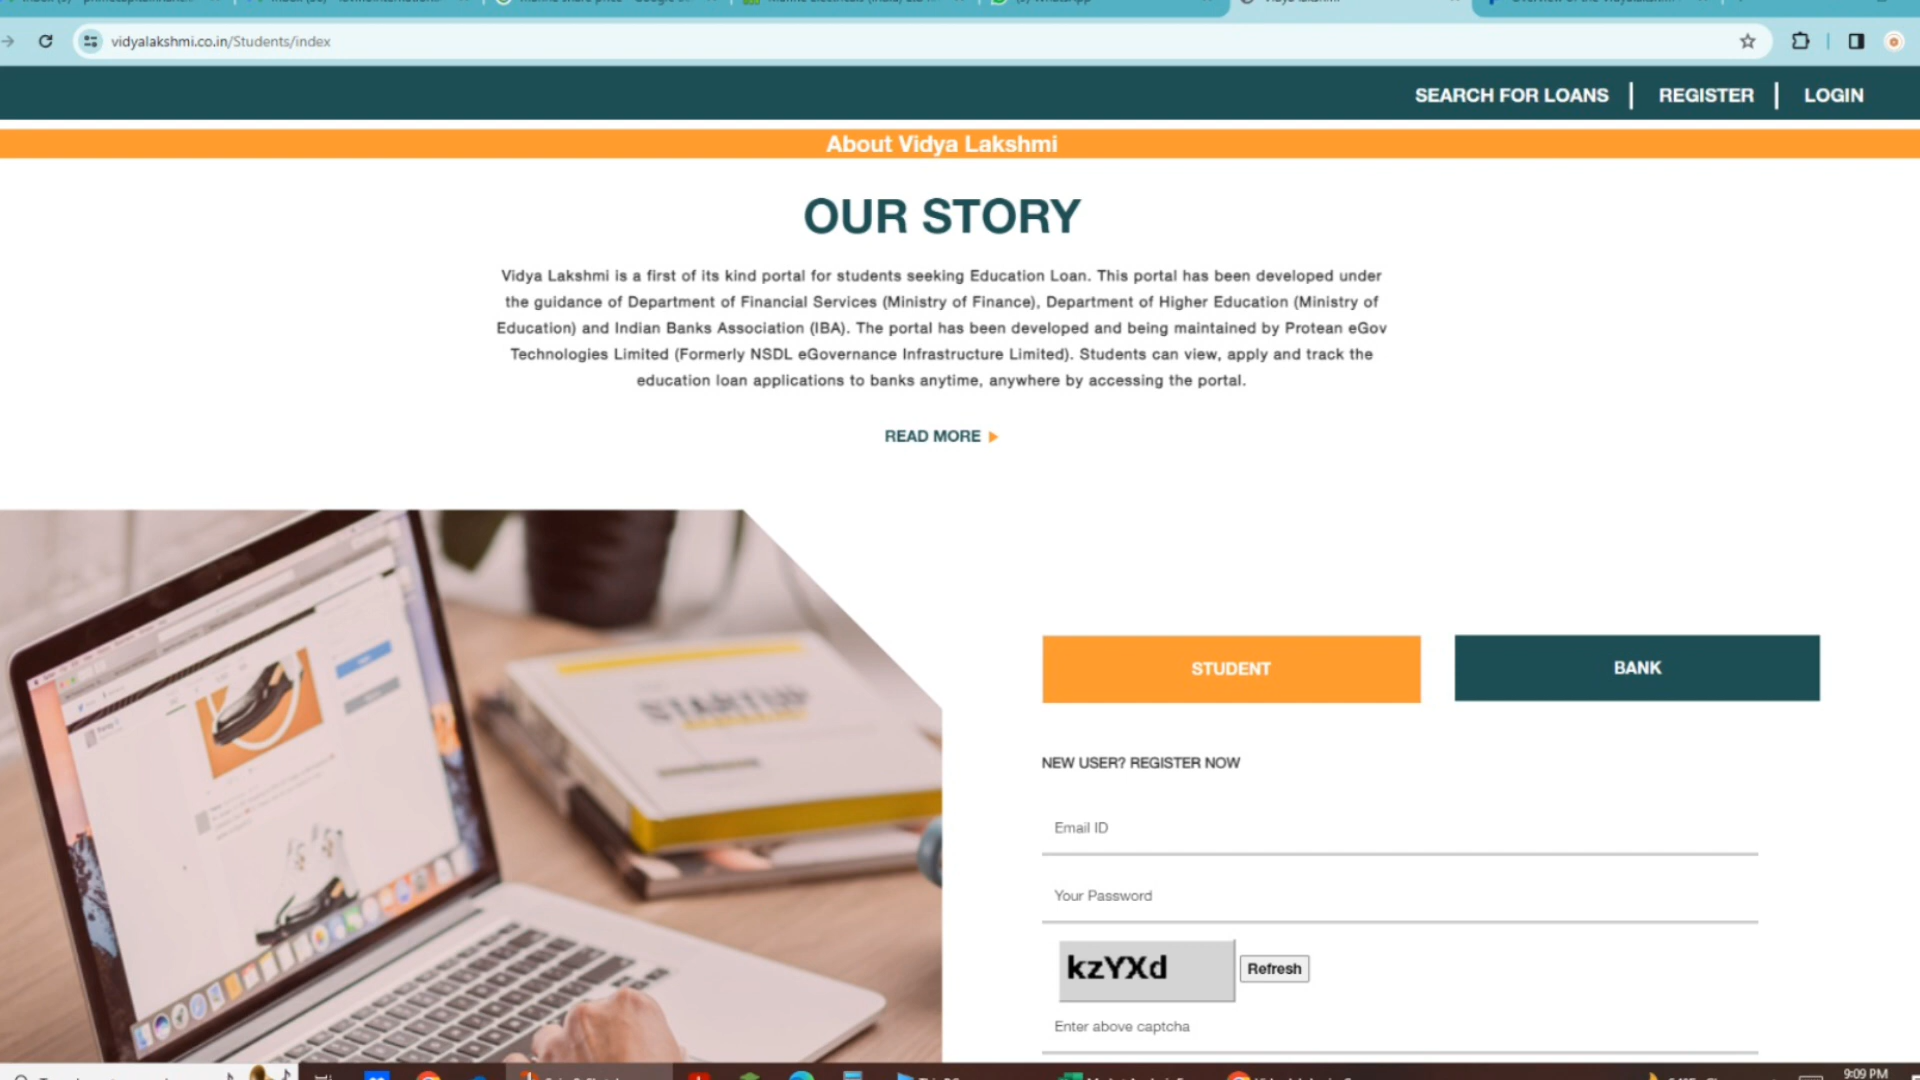 vidyalakshmi.co.in/Students/index
SEARCH FOR LOANS | REGISTER | LOGIN
About Vidya Lakshmi
OUR STORY
Vidya Lakshmi is a first of its kind portal for students seeking Education Loan. This portal has been developed under
the guidance of Department of Financial Services (Ministry of Finance), Department of Higher Education (Ministry of
Education) and Indian Banks Association (IBA). The portal has been developed and being maintained by Protean eGov
Technologies Limited (Formerly NSDL eGovernance Infrastructure Limited). Students can view, apply and track the
education loan applications to banks anytime, anywhere by accessing the portal.
READ MORE
STARTUP
STUDENT
BANK
NEW USER? REGISTER NOW
Email ID
Your Password
kzYXd
Refresh
Enter above captcha
9:09 PM